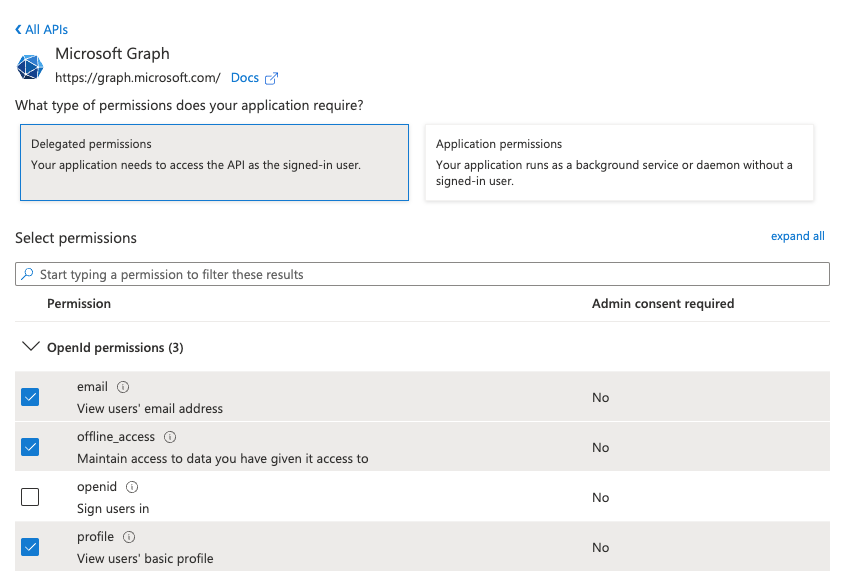 All APIs
Microsoft Graph
https://graph.microsoft.com/ Docs
What type of permissions does your application require?
Delegated permissions
Your application needs to access the API as the signed-in user.
Application permissions
Your application runs as a background service or daemon without a
signed-in user.
Select permissions
expand all
Start typing a permission to filter these results
Permission
Admin consent required
OpenId permissions (3)
email
View users' email address
No
offline_access
Maintain access to data you have given it access to
No
openid
Sign users in
No
profile
View users' basic profile
No